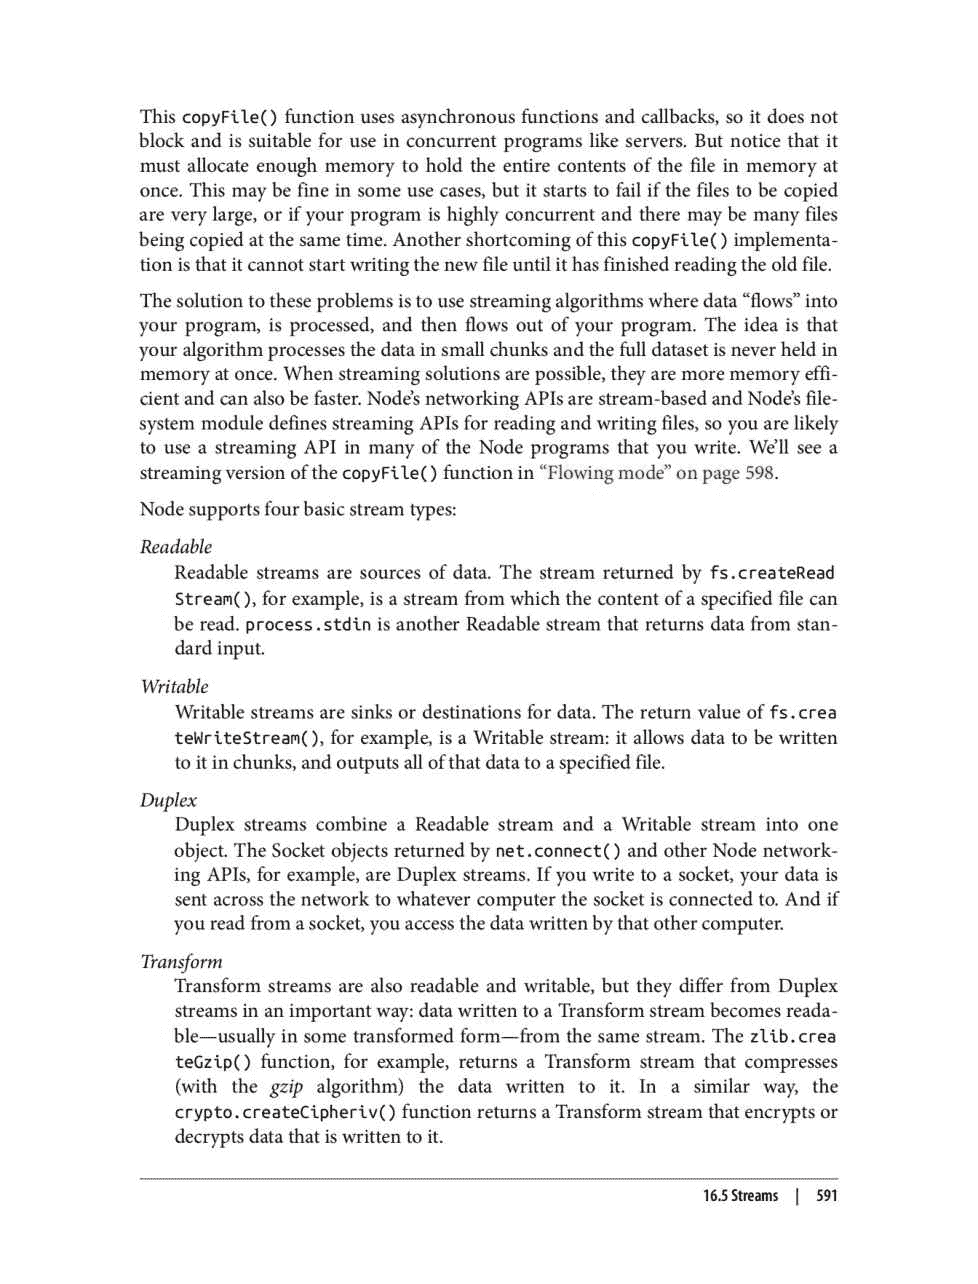 This copyFile() function uses asynchronous functions and callbacks, so it does not
block and is suitable for use in concurrent programs like servers. But notice that it
must allocate enough memory to hold the entire contents of the file in memory at
once. This may be fine in some use cases, but it starts to fail if the files to be copied
are very large, or if your program is highly concurrent and there may be many files
being copied at the same time. Another shortcoming of this copyFile() implementa-
tion is that it cannot start writing the new file until it has finished reading the old file.
The solution to these problems is to use streaming algorithms where data “flows” into
your program, is processed, and then flows out of your program. The idea is that
your algorithm processes the data in small chunks and the full dataset is never held in
memory at once. When streaming solutions are possible, they are more memory effi-
cient and can also be faster. Node’s networking APIs are stream-based and Node’s file-
system module defines streaming APIs for reading and writing files, so you are likely
to use a streaming API in many of the Node programs that you write. We’ll see a
streaming version of the copyFile() function in “Flowing mode” on page 598.
Node supports four basic stream types:
Readable
Readable streams are sources of data. The stream returned by fs.createRead
Stream(), for example, is a stream from which the content of a specified file can
be read. process.stdin is another Readable stream that returns data from stan-
dard input.
Writable
Writable streams are sinks or destinations for data. The return value of fs.crea
teWriteStream(), for example, is a Writable stream: it allows data to be written
to it in chunks, and outputs all of that data to a specified file.
Duplex
Duplex streams combine a Readable stream and a Writable stream into one
object. The Socket objects returned by net.connect() and other Node network-
ing APIs, for example, are Duplex streams. If you write to a socket, your data is
sent across the network to whatever computer the socket is connected to. And if
you read from a socket, you access the data written by that other computer.
Transform
Transform streams are also readable and writable, but they differ from Duplex
streams in an important way: data written to a Transform stream becomes reada-
ble—usually in some transformed form—from the same stream. The zlib.crea
teGzip() function, for example, returns a Transform stream that compresses
(with the gzip algorithm) the data written to it. In a similar way, the
crypto.createCipheriv() function returns a Transform stream that encrypts or
decrypts data that is written to it.
16.5 Streams | 591